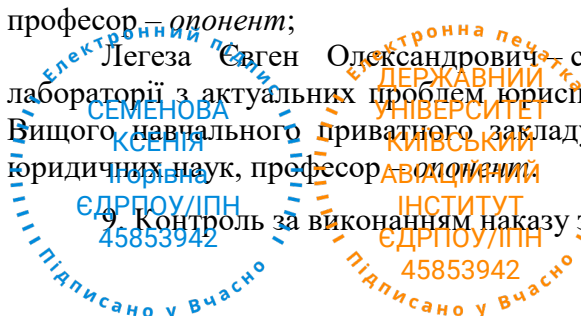 професор – опонент;
Легеза Євген Олександрович – с
лабораторії з актуальних проблем юрисп
Вищого навчального приватного закладу
юридичних наук, професор – опонент.
9. Контроль за виконанням наказу з
Електронний підпис
СЕМЕНОВА
КСЕНІЯ
Ігорівна
ЄДРПОУ/ІПН
45853942
Підписано у Вчасно
Електронна печатка
ДЕРЖАВНИЙ
УНІВЕРСИТЕТ
КИЇВСЬКИЙ
АВІАЦІЙНИЙ
ІНСТИТУТ
ЄДРПОУ/ІПН
45853942
Підписано у Вчасно